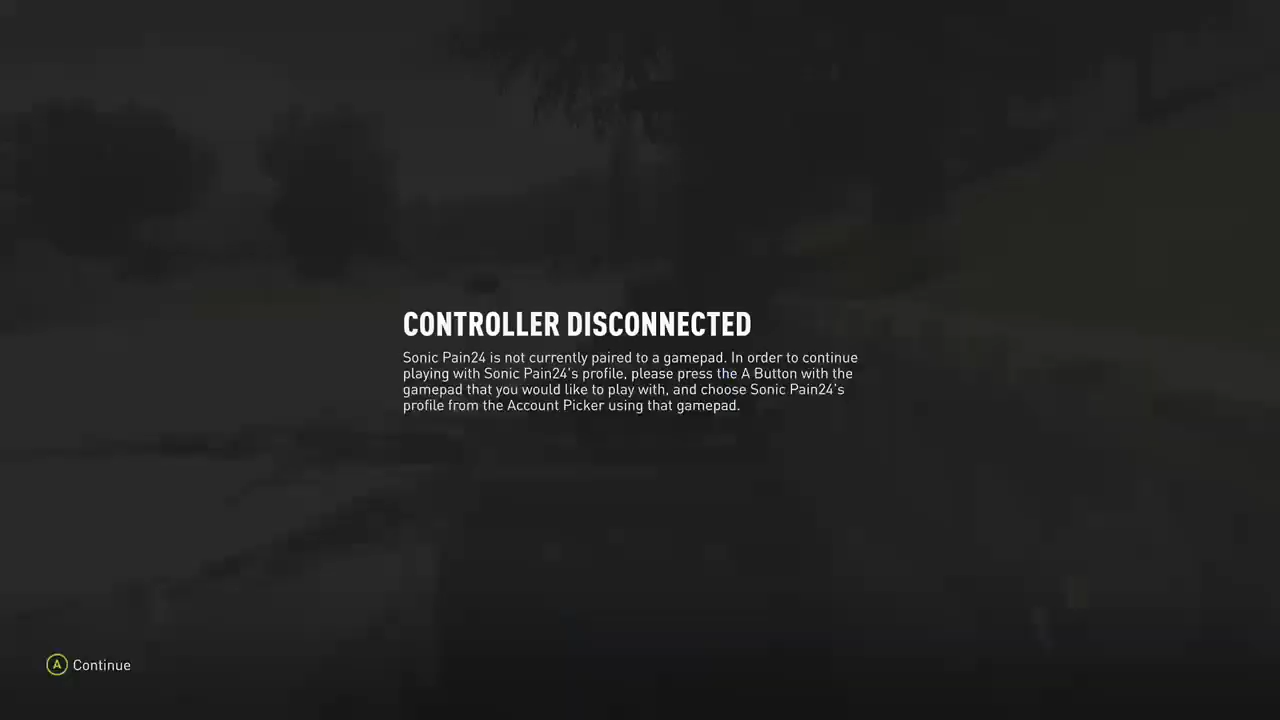 CONTROLLER DISCONNECTED
Sonic Pain24 is not currently paired to a gamepad. In order to continue
playing with Sonic Pain24's profile, please press the A Button with the
gamepad that you would like to play with, and choose Sonic Pain24's
profile from the Account Picker using that gamepad.
A Continue